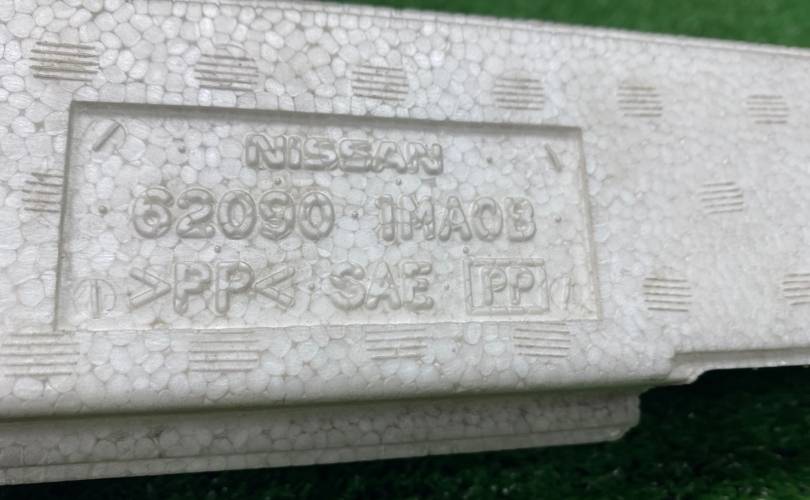 NISSAN
62090 1MA0B
>PP< SAE PP